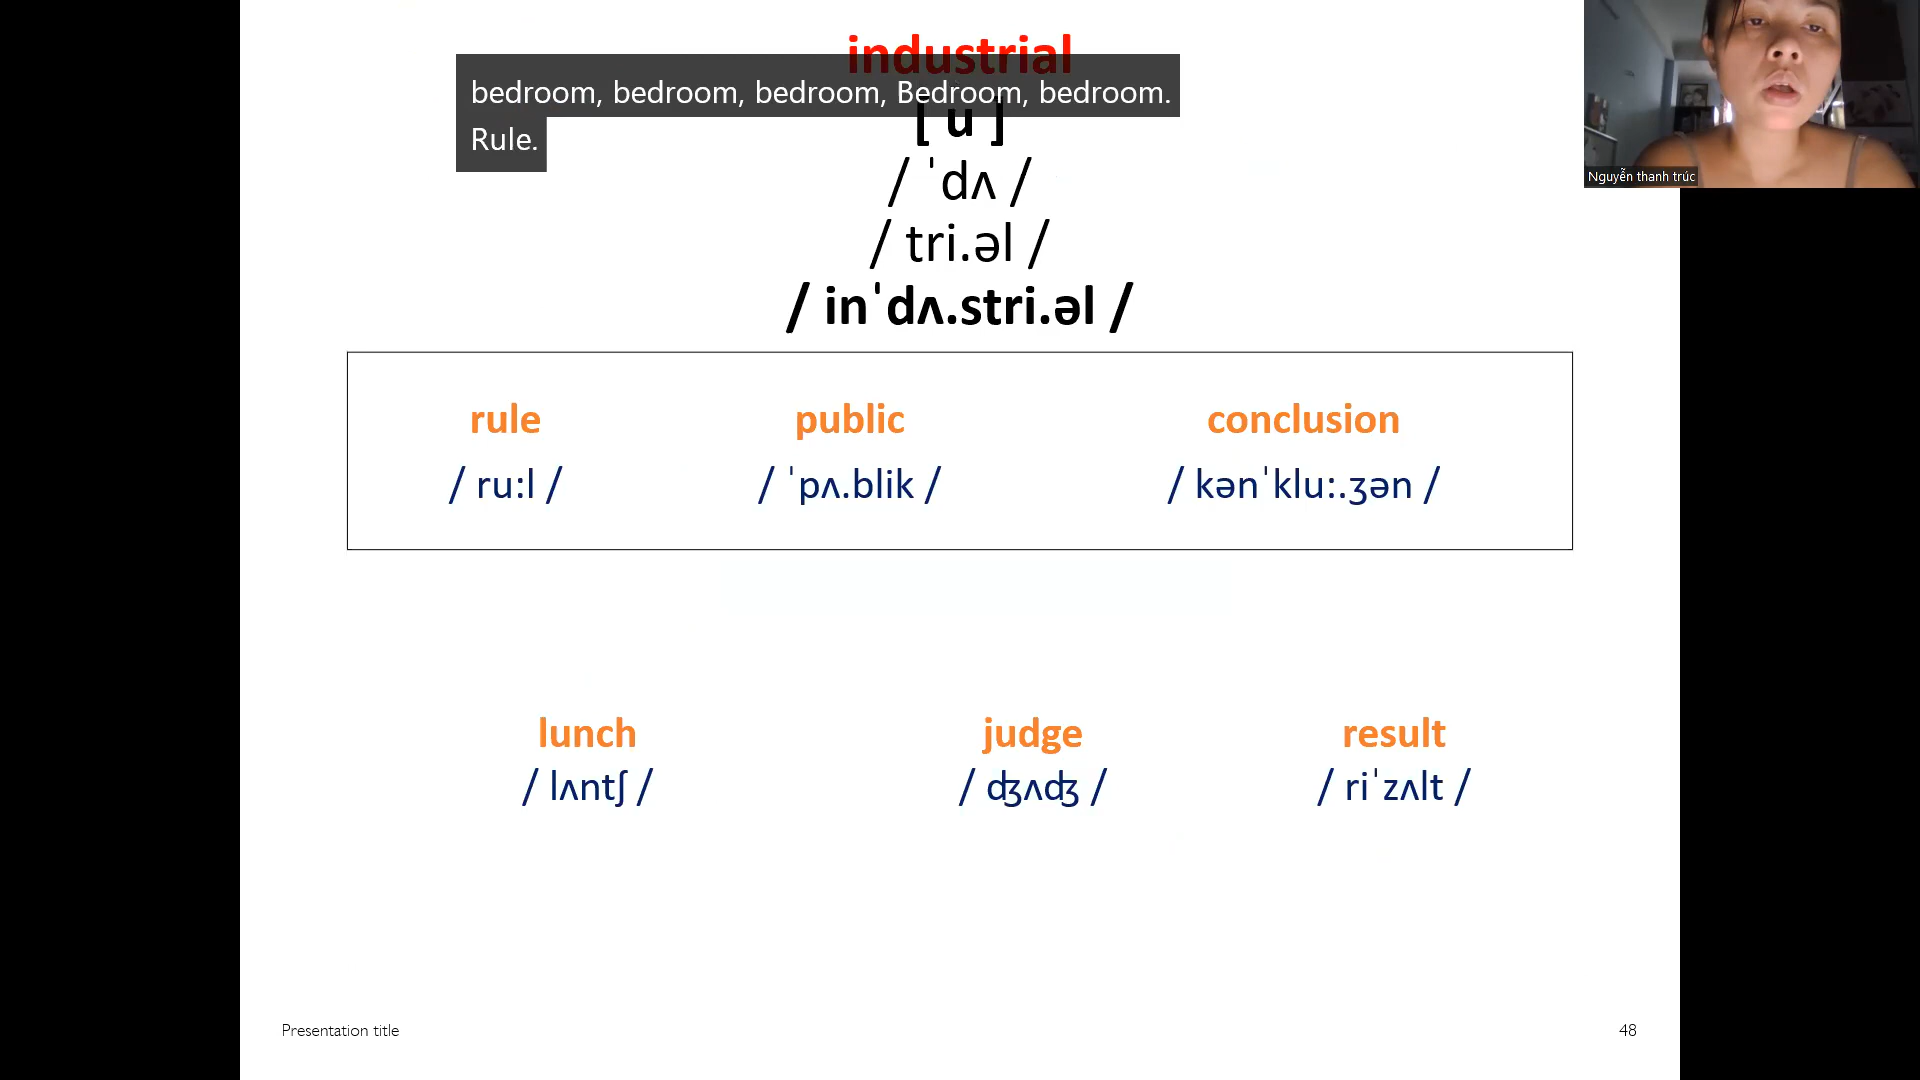 industrial
bedroom, bedroom, bedroom, Bedroom, bedroom.
Rule.
[ u ]
/ ˈdʌ /
/ tri.əl /
/ inˈdʌ.stri.əl /
rule public conclusion
/ ru:l / / ˈpʌ.blik / / kənˈklu:.ʒən /
lunch judge result
/ lʌntʃ / / ʤʌʤ / / riˈzʌlt /
Presentation title 48
Nguyễn thanh trúc